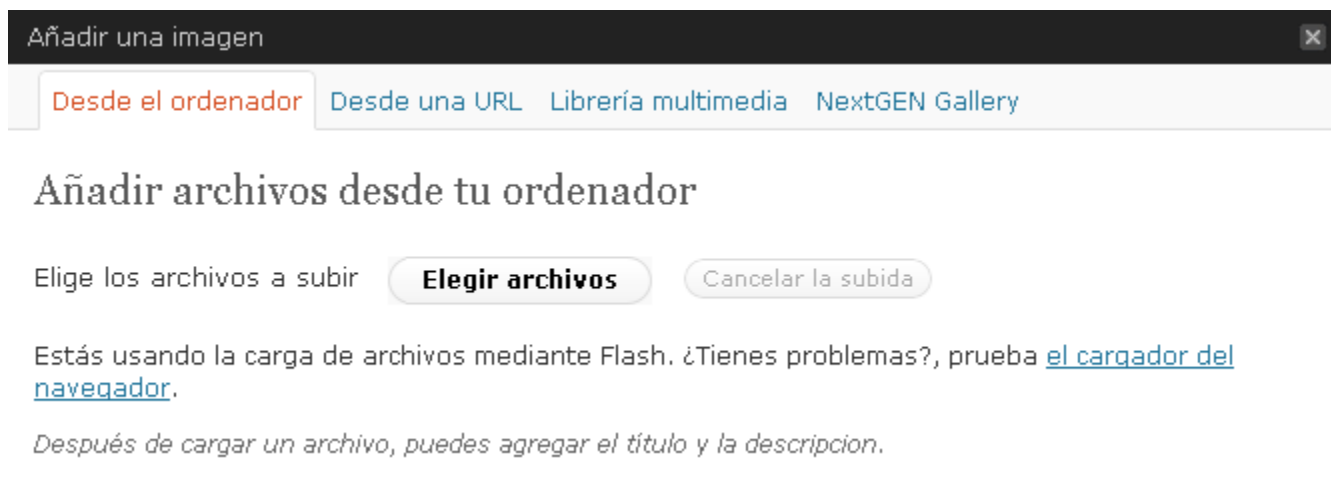 Añadir una imagen
Desde el ordenador Desde una URL Librería multimedia NextGEN Gallery
Añadir archivos desde tu ordenador
Elige los archivos a subir Elegir archivos Cancelar la subida
Estás usando la carga de archivos mediante Flash. ¿Tienes problemas?, prueba el cargador del
navegador.
Después de cargar un archivo, puedes agregar el título y la descripcion.